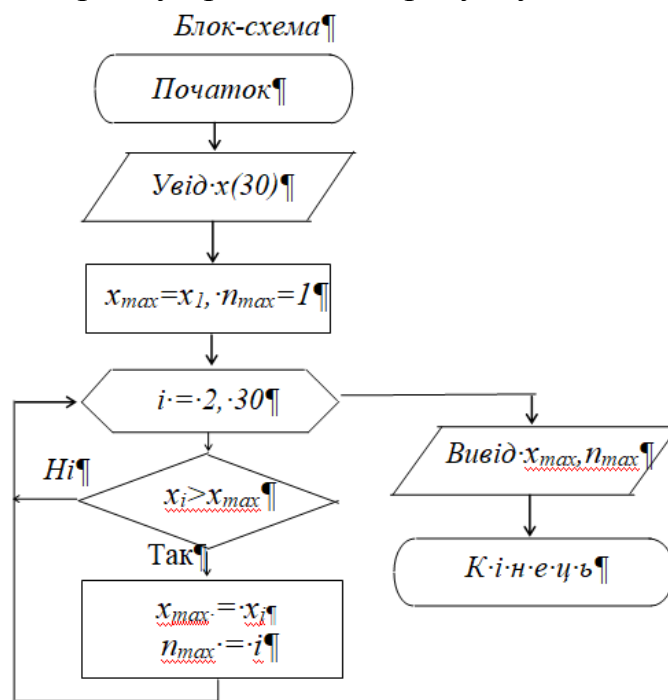 Блок-схема¶
Початок¶
Увід·x(30)¶
xmax=x1,·nmax=1¶
i·=·2,·30¶
Вивід·xmax,nmax¶
Ні¶
xi>xmax¶
Так¶
К·і·н·е·ц·ь¶
xmax·=·xi¶
nmax·=·i¶